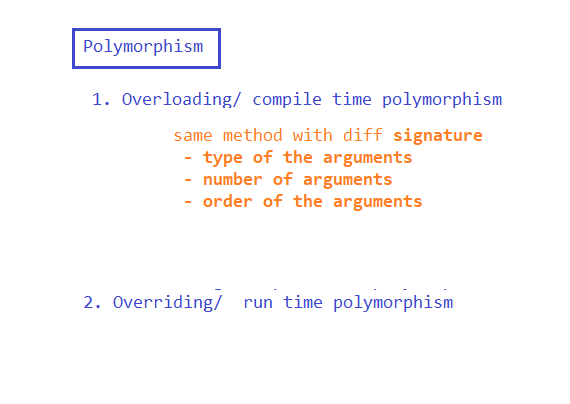 Polymorphism
1. Overloading/ compile time polymorphism
same method with diff signature
- type of the arguments
- number of arguments
- order of the arguments
2. Overriding/ run time polymorphism